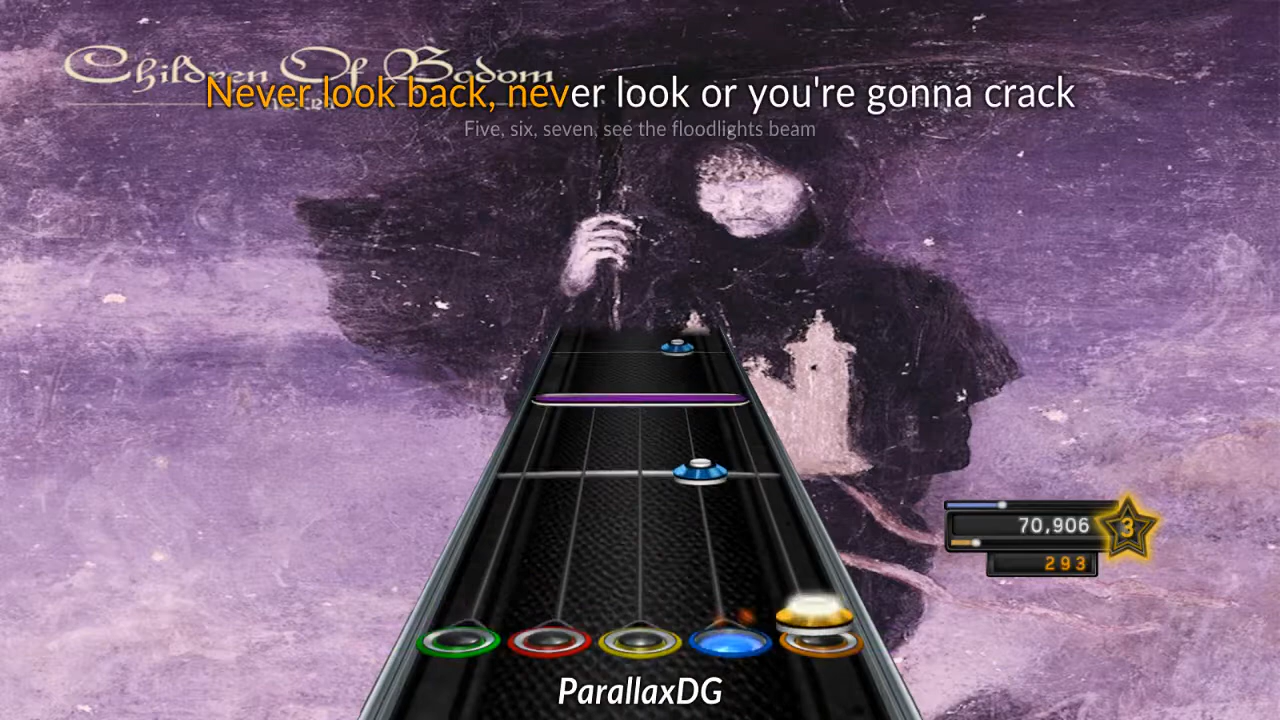 Children Of Bodom
Never look back, never look or you're gonna crack
Five, six, seven, see the floodlights beam
70,906
3
293
ParallaxDG